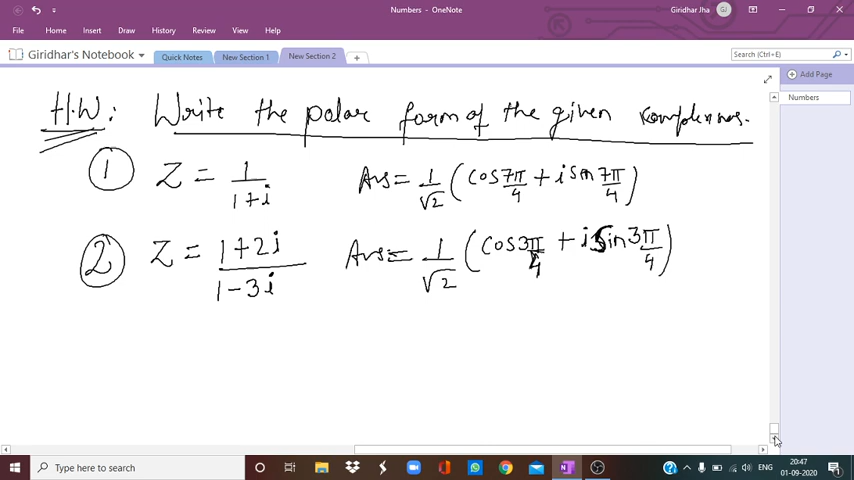 Numbers - OneNote
Giridhar Jha GJ
File Home Insert Draw History Review View Help
Giridhar's Notebook Quick Notes New Section 1 New Section 2 + Search (Ctrl+E)
Add Page
Numbers
H.W: Write the polar form of the given complex nos.
1 Z = 1/(1+i) Ans = 1/√2 (cos 7π/4 + i sin 7π/4)
2 Z = (1+2i)/(1-3i) Ans = 1/√2 (cos 3π/4 + i sin 3π/4)
Type here to search
ENG
20:47
01-09-2020